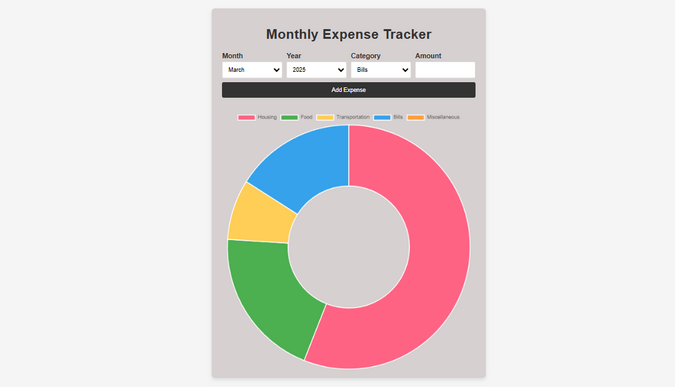 Monthly Expense Tracker
Month Year Category Amount
March 2025 Bills
Add Expense
Housing Food Transportation Bills Miscellaneous